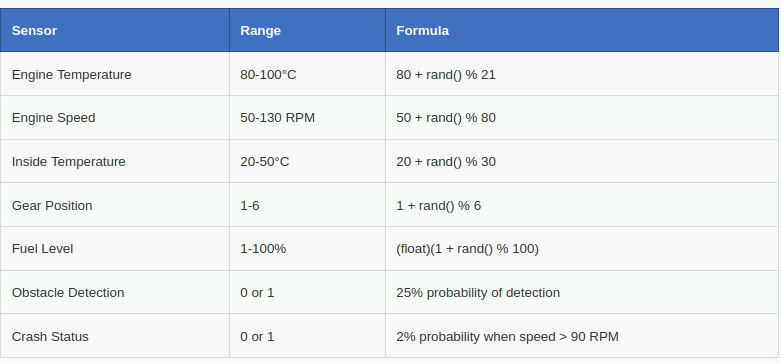 Sensor Range Formula
Engine Temperature 80-100°C 80 + rand() % 21
Engine Speed 50-130 RPM 50 + rand() % 80
Inside Temperature 20-50°C 20 + rand() % 30
Gear Position 1-6 1 + rand() % 6
Fuel Level 1-100% (float)(1 + rand() % 100)
Obstacle Detection 0 or 1 25% probability of detection
Crash Status 0 or 1 2% probability when speed > 90 RPM